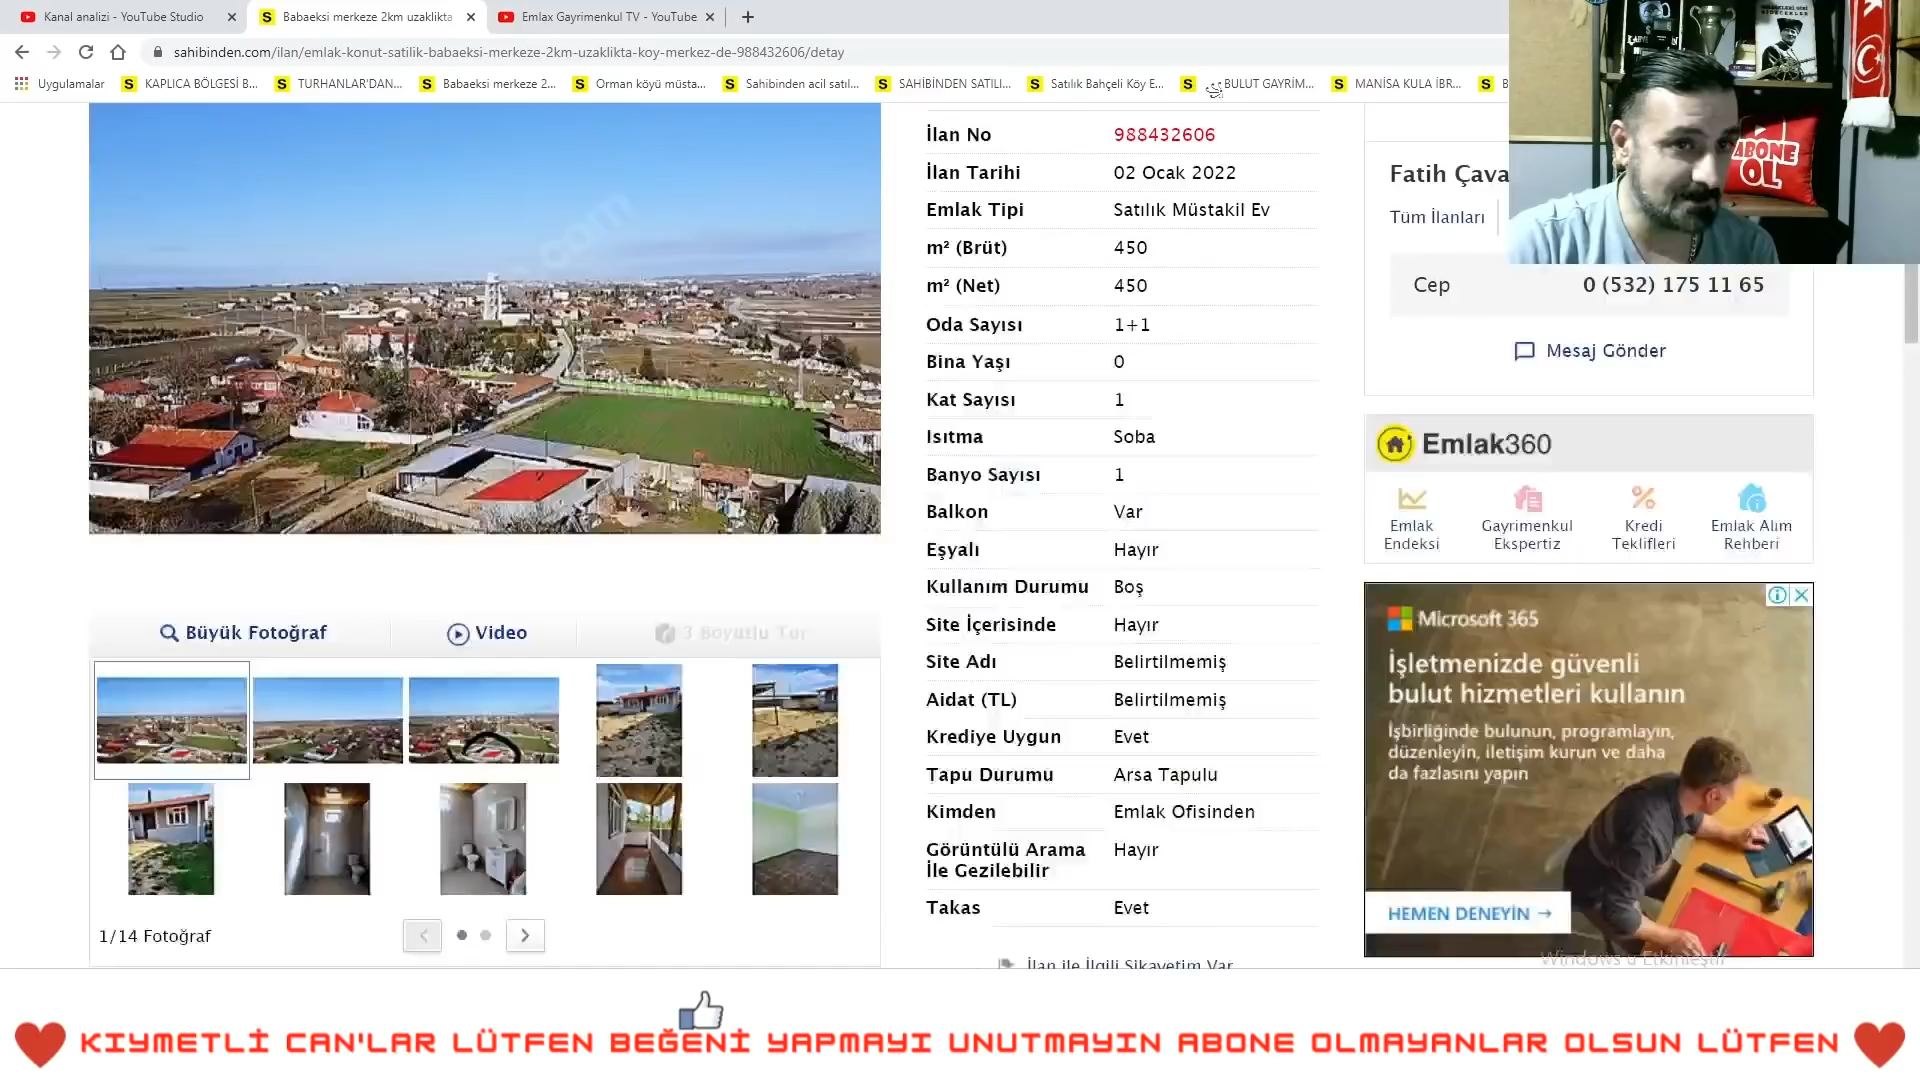 Kanal analizi - YouTube Studio
Babaeksi merkeze 2km uzaklıkta
Emlax Gayrimenkul TV - YouTube
sahibinden.com/ilan/emlak-konut-satilik-babaeksi-merkeze-2km-uzaklikta-koy-merkez-de-988432606/detay
Uygulamalar
KAPLICA BÖLGESİ B...
TURHANLAR'DAN...
Babaeksi merkeze 2...
Orman köyü müsta...
Sahibinden acil satıl...
SAHİBİNDEN SATILI...
Satılık Bahçeli Köy E...
BULUT GAYRİM...
MANİSA KULA İBR...
İlan No 988432606
İlan Tarihi 02 Ocak 2022
Emlak Tipi Satılık Müstakil Ev
m² (Brüt) 450
m² (Net) 450
Oda Sayısı 1+1
Bina Yaşı 0
Kat Sayısı 1
Isıtma Soba
Banyo Sayısı 1
Balkon Var
Eşyalı Hayır
Kullanım Durumu Boş
Site İçerisinde Hayır
Site Adı Belirtilmemiş
Aidat (TL) Belirtilmemiş
Krediye Uygun Evet
Tapu Durumu Arsa Tapulu
Kimden Emlak Ofisinden
Görüntülü Arama
İle Gezilebilir Hayır
Takas Evet
İlan ile İlgili Şikayetim Var
.com
Büyük Fotoğraf
Video
3 Boyutlu Tur
1/14 Fotoğraf
Fatih Çava
Tüm İlanları
Cep 0 (532) 175 11 65
Mesaj Gönder
ABONE
OL
Emlak360
Emlak
Endeksi
Gayrimenkul
Ekspertiz
Kredi
Teklifleri
Emlak Alım
Rehberi
Microsoft 365
İşletmenizde güvenli
bulut hizmetleri kullanın
İşbirliğinde bulunun, programlayın,
düzenleyin, iletişim kurun ve daha
da fazlasını yapın
HEMEN DENEYİN →
Windows'u Etkinleştir
KIYMETLİ CAN'LAR LÜTFEN BEĞENİ YAPMAYI UNUTMAYIN ABONE OLMAYANLAR OLSUN LÜTFEN